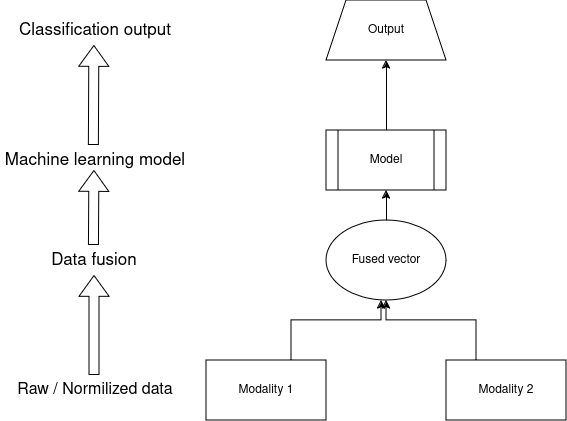 Classification output
Output
Machine learning model
Model
Data fusion
Fused vector
Raw / Normilized data
Modality 1
Modality 2